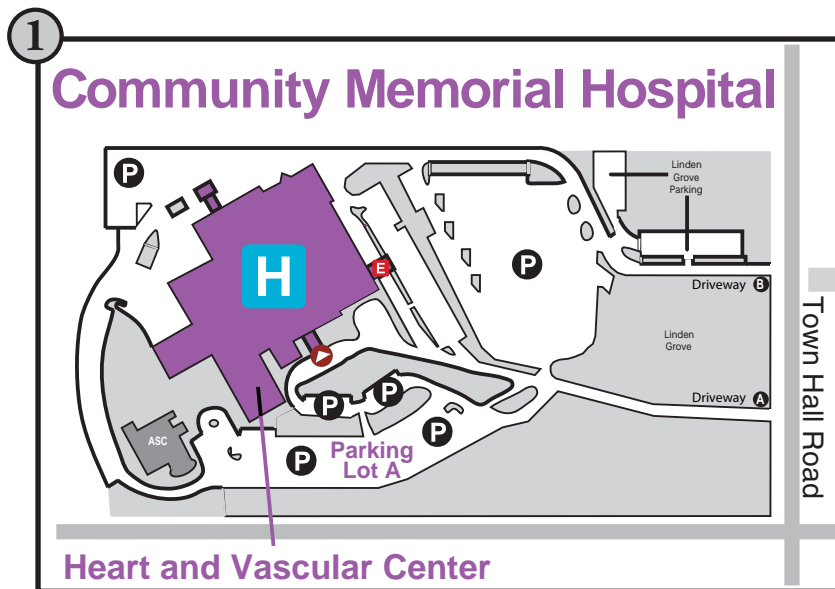 1
Community Memorial Hospital
P
Linden
Grove
Parking
H
E
P
Driveway B
Linden
Grove
Town Hall Road
P
P
Driveway A
P
ASC
P
Parking
Lot A
Heart and Vascular Center